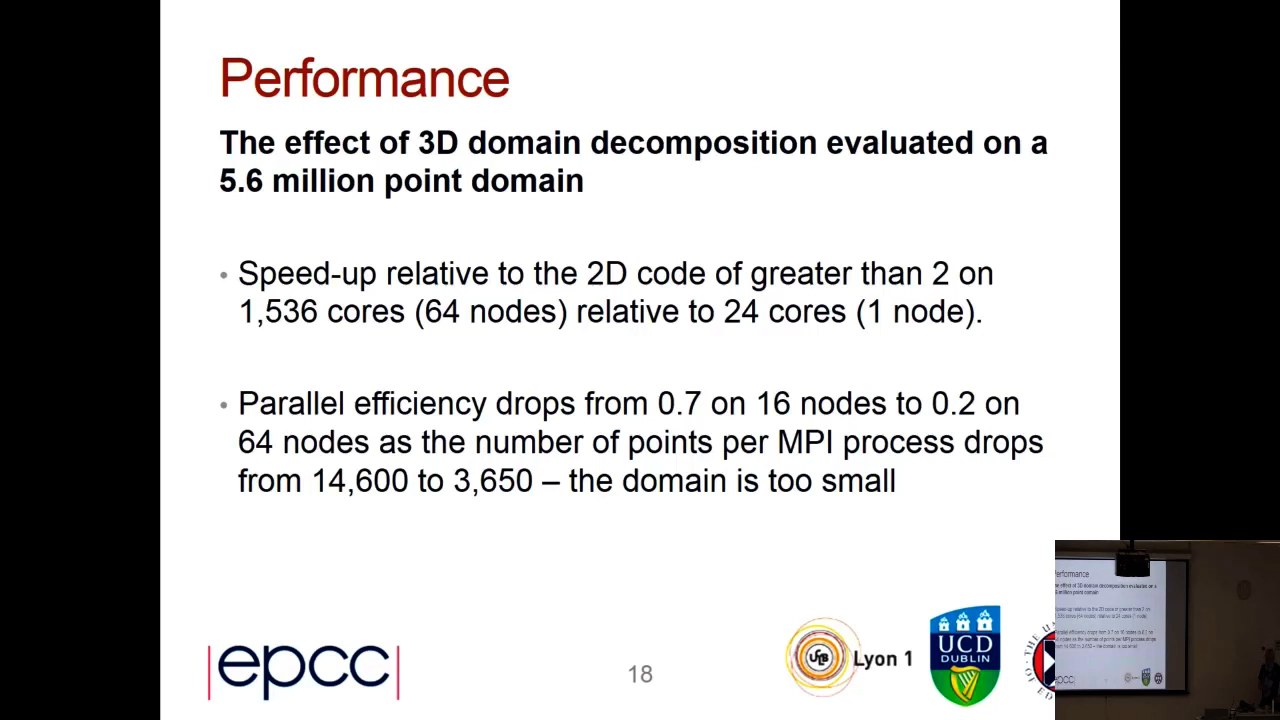 Performance
The effect of 3D domain decomposition evaluated on a
5.6 million point domain
• Speed-up relative to the 2D code of greater than 2 on
1,536 cores (64 nodes) relative to 24 cores (1 node).
• Parallel efficiency drops from 0.7 on 16 nodes to 0.2 on
64 nodes as the number of points per MPI process drops
from 14,600 to 3,650 – the domain is too small
|epcc|
18
Lyon 1
UCD
DUBLIN
Performance